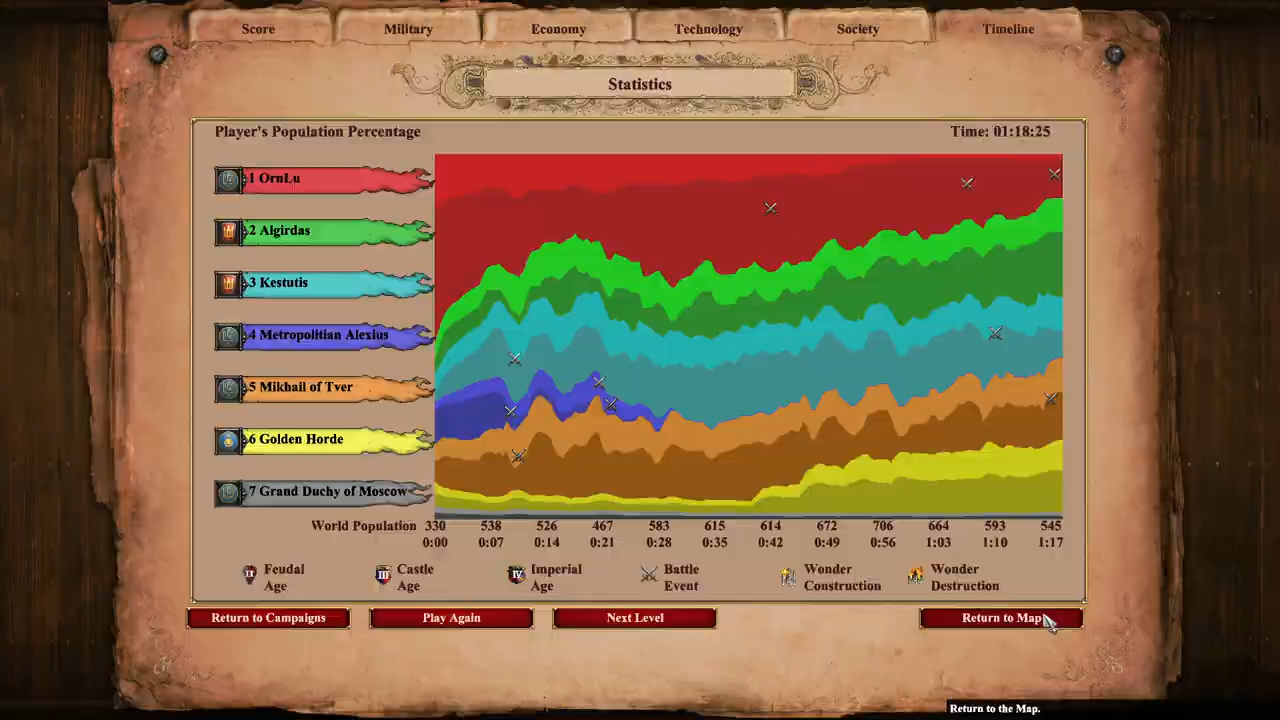 Score Military Economy Technology Society Timeline
Statistics
Player's Population Percentage Time: 01:18:25
1 OrnLu
2 Algirdas
3 Kestutis
4 Metropolitian Alexius
5 Mikhail of Tver
6 Golden Horde
7 Grand Duchy of Moscow
World Population 330 538 526 467 583 615 614 672 706 664 593 545
0:00 0:07 0:14 0:21 0:28 0:35 0:42 0:49 0:56 1:03 1:10 1:17
Feudal Age
Castle Age
Imperial Age
Battle Event
Wonder Construction
Wonder Destruction
Return to Campaigns Play Again Next Level Return to Map
Return to the Map.